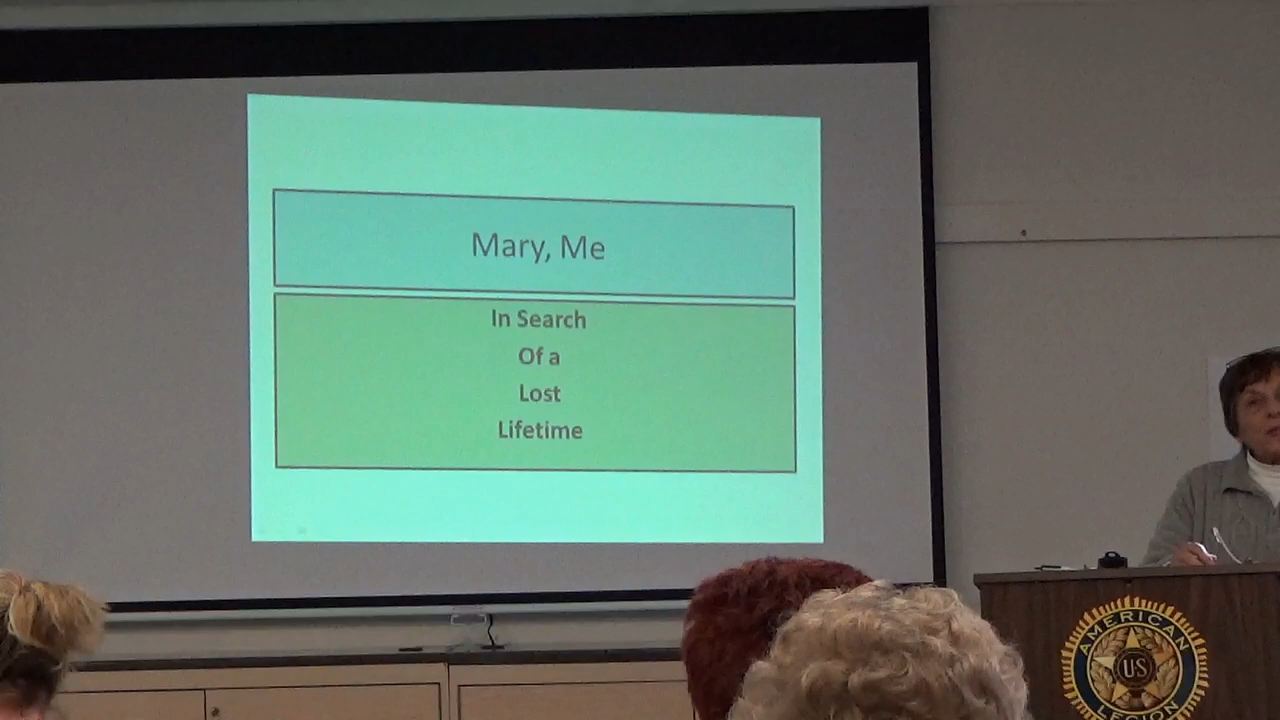 Mary, Me
In Search
Of a
Lost
Lifetime
AMERICAN
US
LEGION